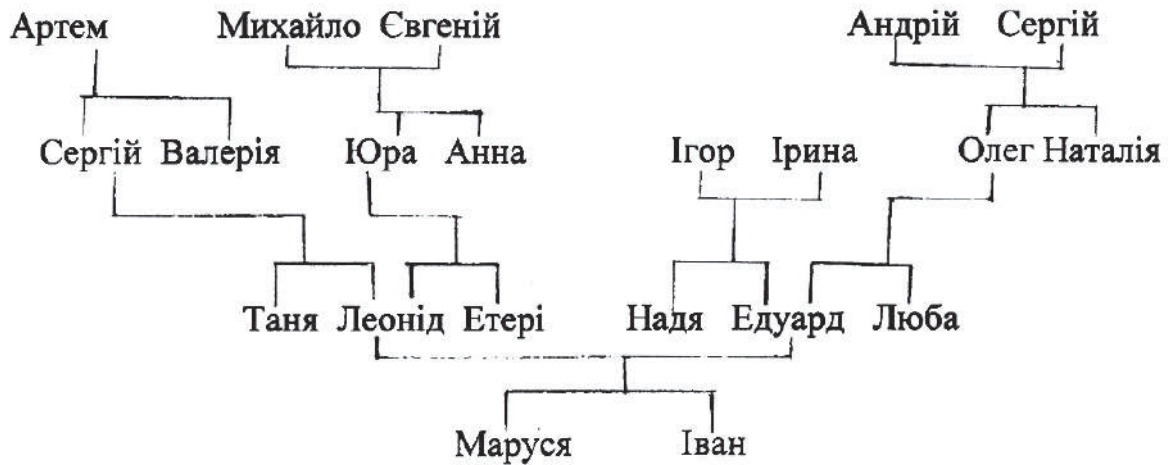 Артем Михайло Євгеній Андрій Сергій
Сергій Валерія Юра Анна Ігор Ірина Олег Наталія
Таня Леонід Етері Надя Едуард Люба
Маруся Іван